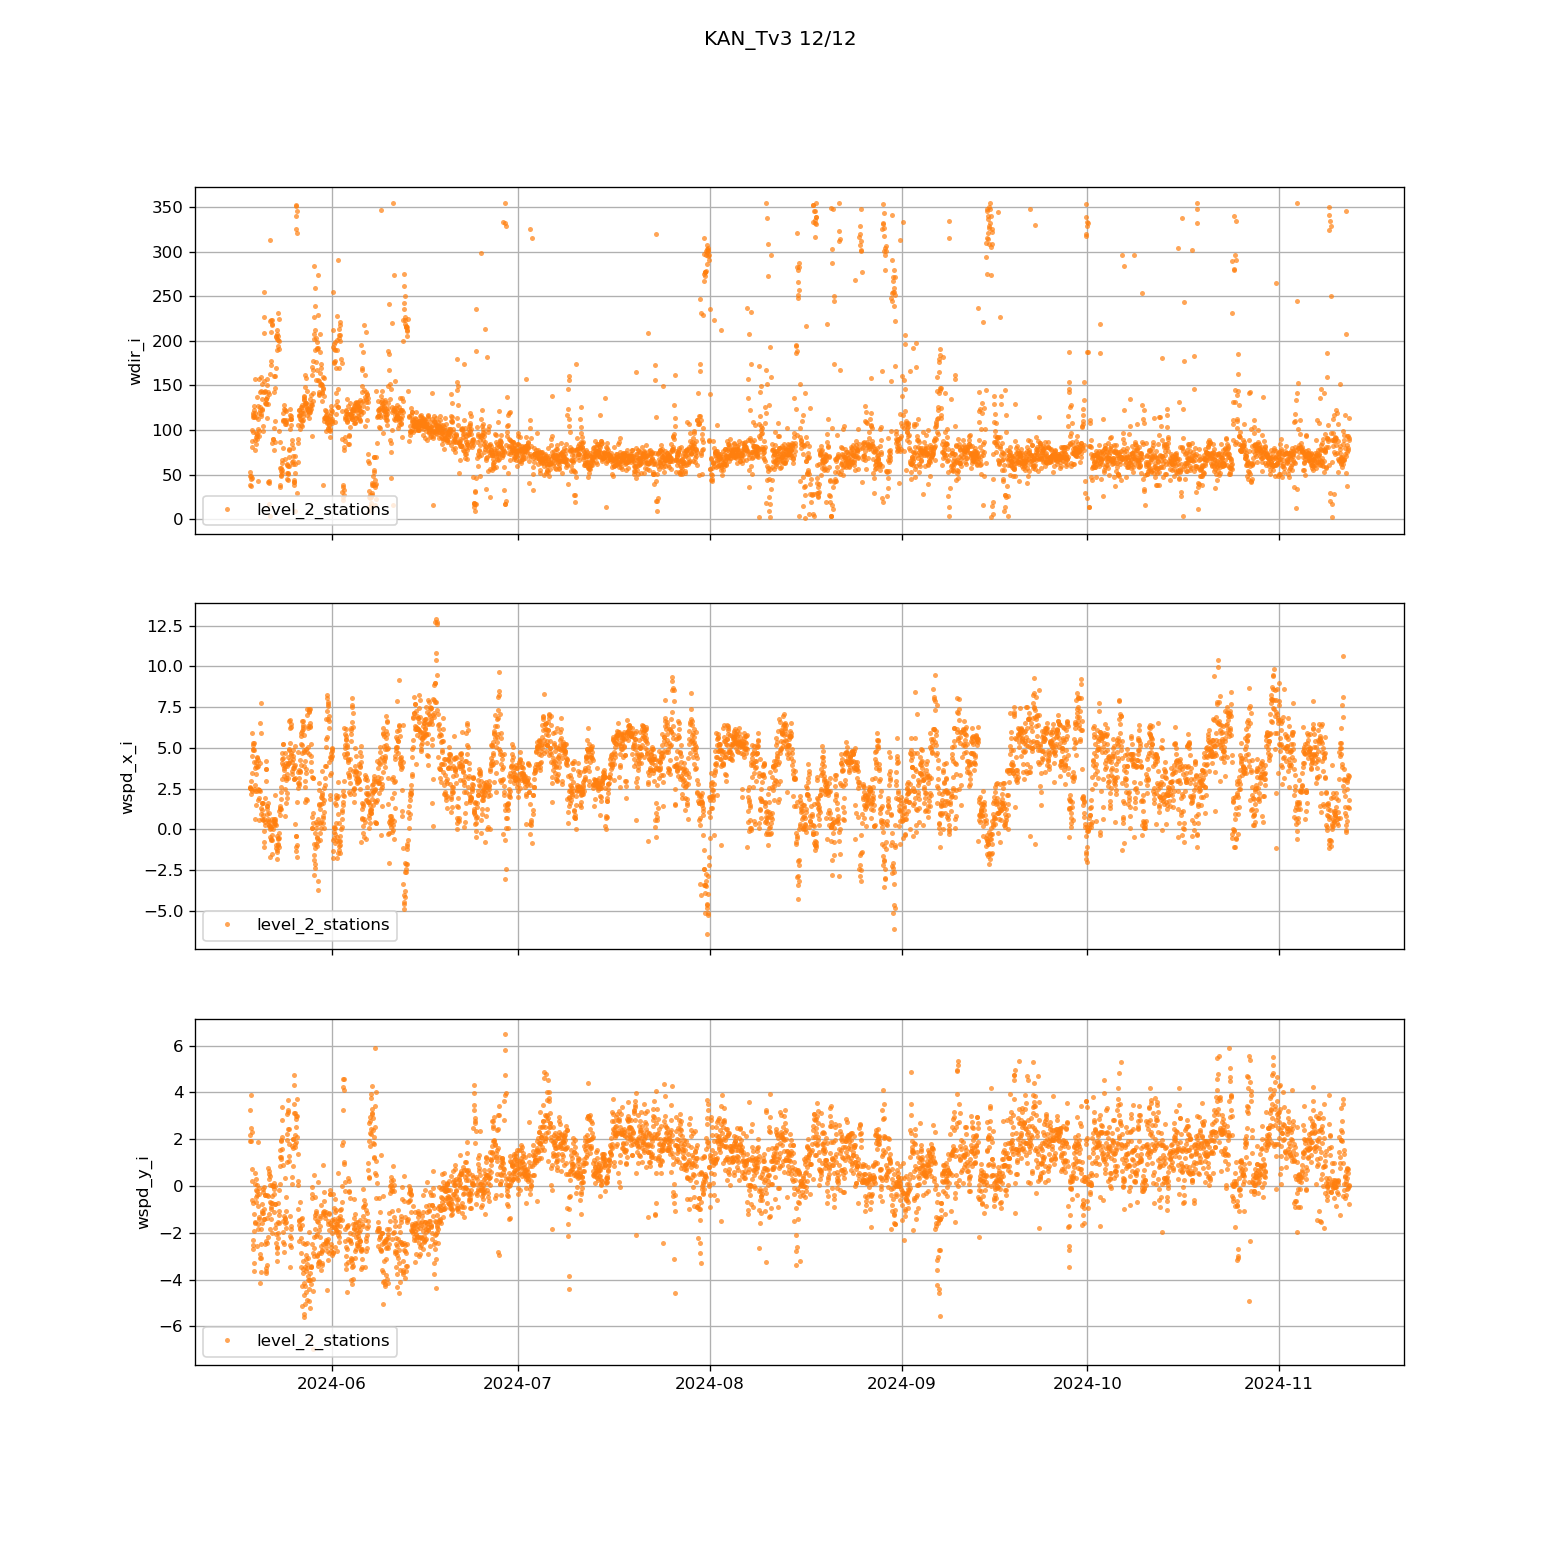 KAN_Tv3 12/12
350
300
250
200
150
100
50
0
wdir_i
level_2_stations
12.5
10.0
7.5
5.0
2.5
0.0
−2.5
−5.0
wspd_x_i
level_2_stations
6
4
2
0
−2
−4
−6
wspd_y_i
level_2_stations
2024-06 2024-07 2024-08 2024-09 2024-10 2024-11